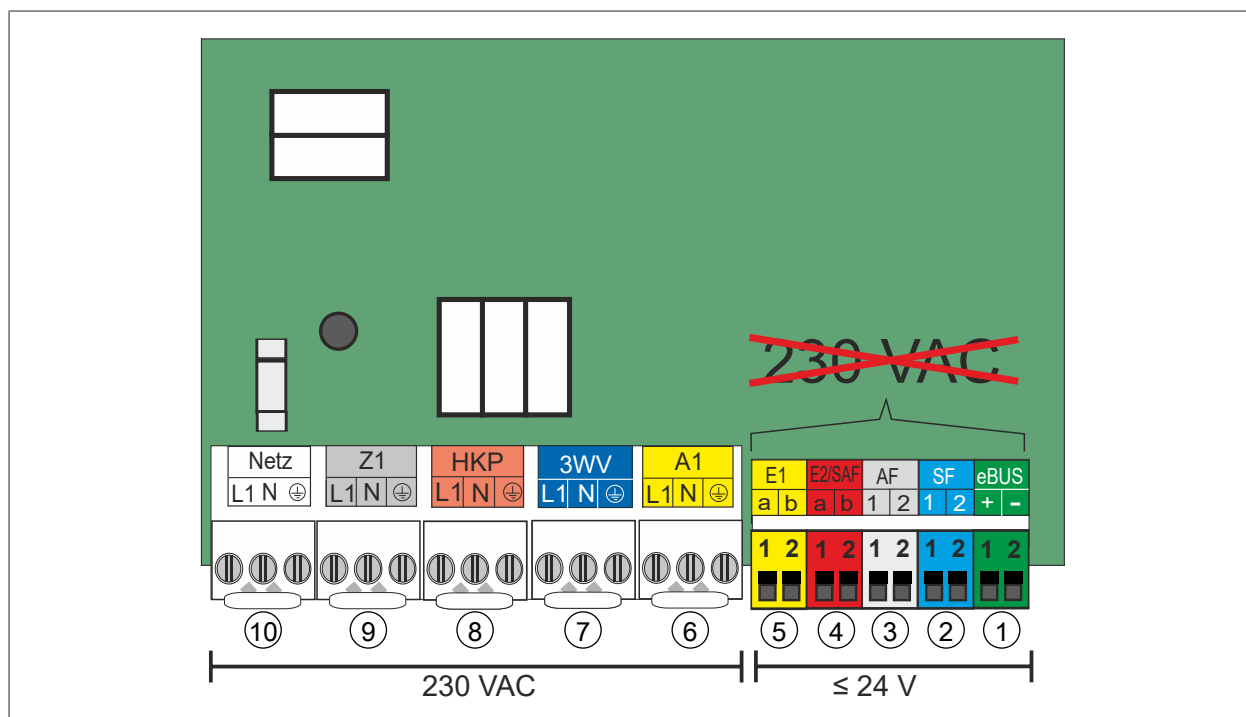 230 VAC
Netz Z1 HKP 3WV A1
L1 N L1 N L1 N L1 N L1 N
E1 E2/SAF AF SF eBUS
a b a b 1 2 1 2 + -
1 2 1 2 1 2 1 2 1 2
10 9 8 7 6 5 4 3 2 1
230 VAC ≤ 24 V